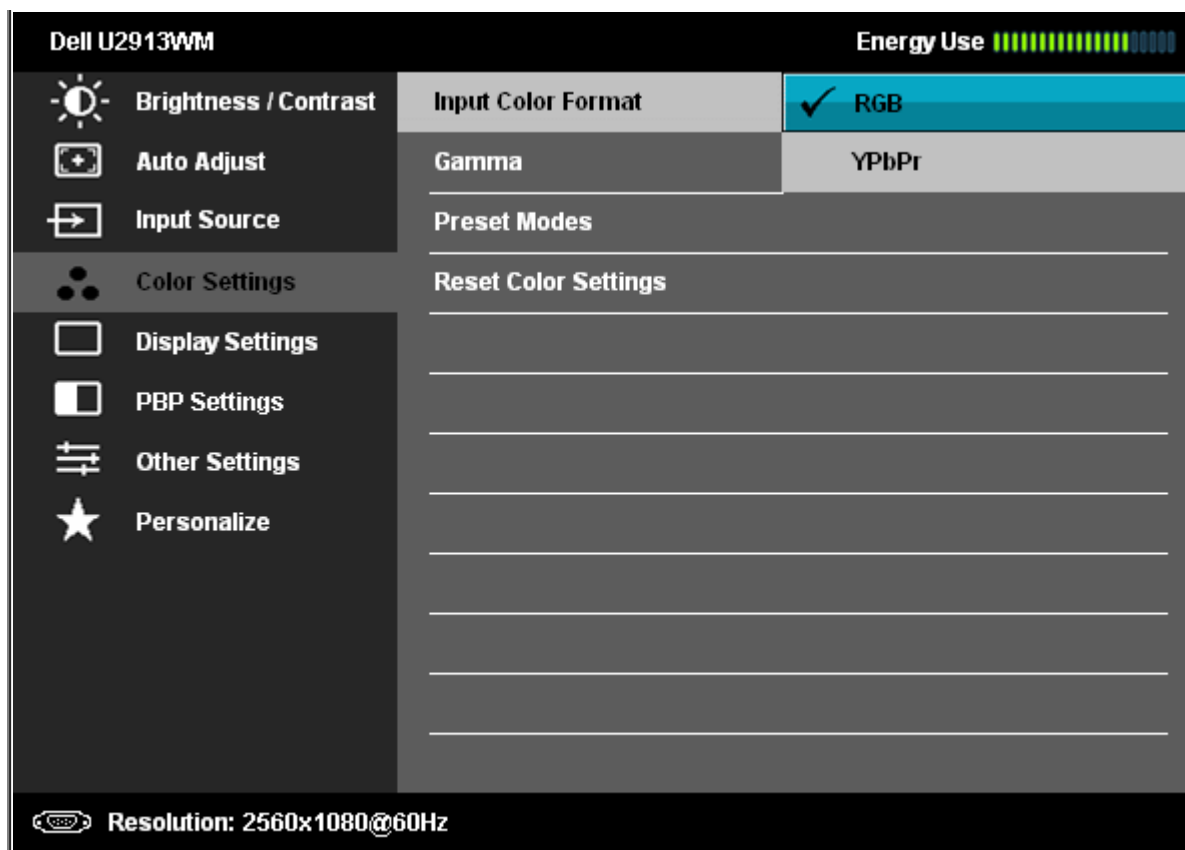 Dell U2913WM Energy Use
Brightness / Contrast Input Color Format RGB
Auto Adjust Gamma YPbPr
Input Source Preset Modes
Color Settings Reset Color Settings
Display Settings
PBP Settings
Other Settings
Personalize
Resolution: 2560x1080@60Hz